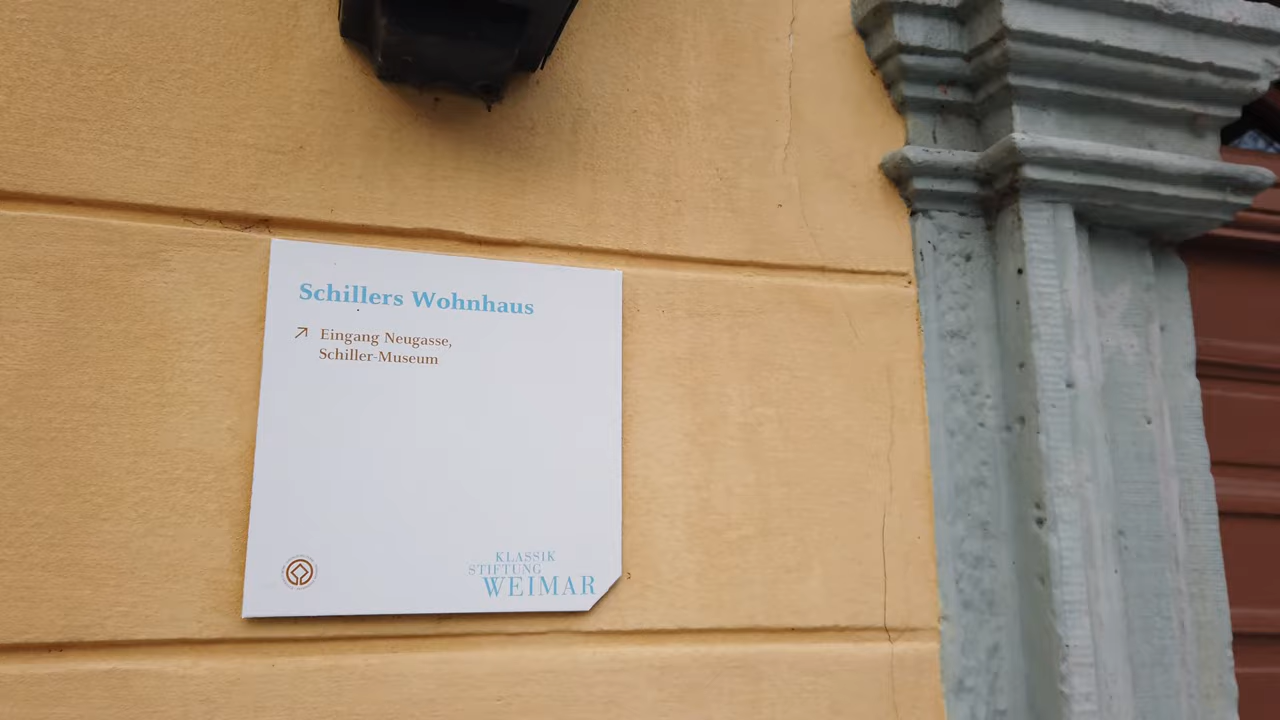 Schillers Wohnhaus
Eingang Neugasse,
Schiller-Museum
KLASSIK
STIFTUNG
WEIMAR